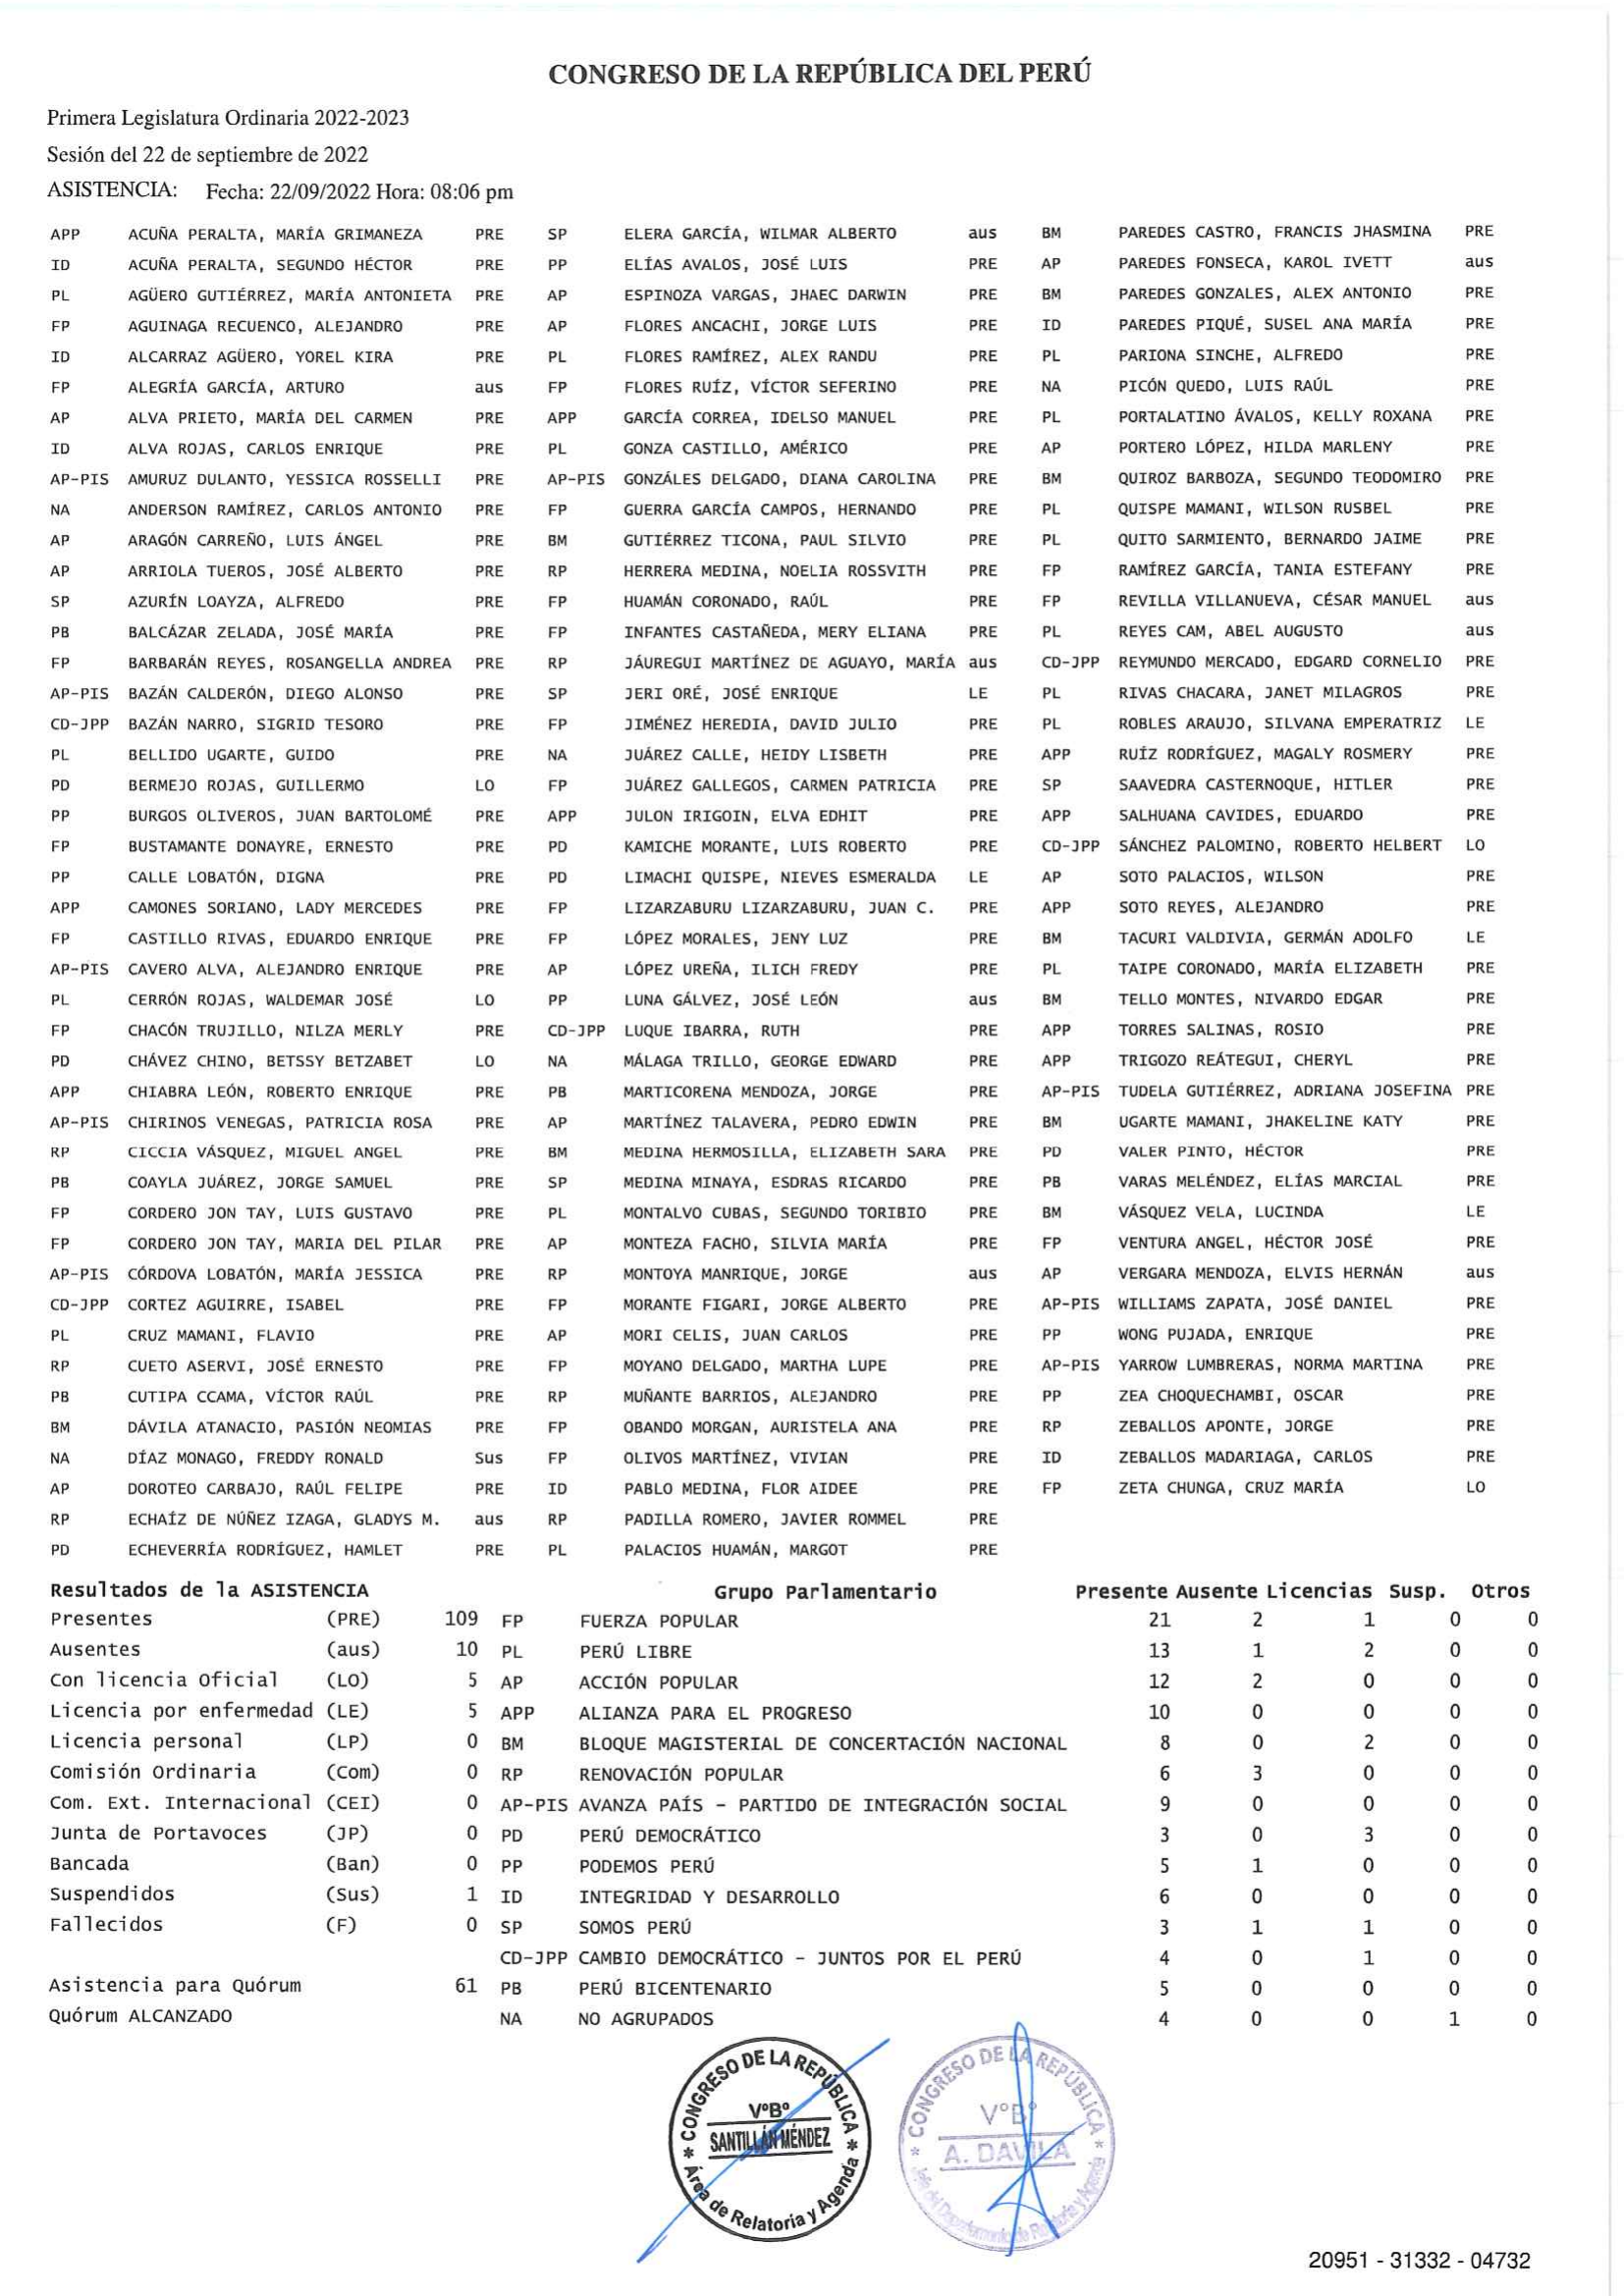 CONGRESO DE LA REPÚBLICA DEL PERÚ
Primera Legislatura Ordinaria 2022-2023
Sesión del 22 de septiembre de 2022
ASISTENCIA: Fecha: 22/09/2022 Hora: 08:06 pm
APP ACUÑA PERALTA, MARÍA GRIMANEZA PRE SP ELERA GARCÍA, WILMAR ALBERTO aus BM PAREDES CASTRO, FRANCIS JHASMINA PRE
ID ACUÑA PERALTA, SEGUNDO HÉCTOR PRE PP ELÍAS AVALOS, JOSÉ LUIS PRE AP PAREDES FONSECA, KAROL IVETT aus
PL AGÜERO GUTIÉRREZ, MARÍA ANTONIETA PRE AP ESPINOZA VARGAS, JHAEC DARWIN PRE BM PAREDES GONZALES, ALEX ANTONIO PRE
FP AGUINAGA RECUENCO, ALEJANDRO PRE AP FLORES ANCACHI, JORGE LUIS PRE ID PAREDES PIQUÉ, SUSEL ANA MARÍA PRE
ID ALCARRAZ AGÜERO, YOREL KIRA PRE PL FLORES RAMÍREZ, ALEX RANDU PRE PL PARIONA SINCHE, ALFREDO PRE
FP ALEGRÍA GARCÍA, ARTURO aus FP FLORES RUÍZ, VÍCTOR SEFERINO PRE NA PICÓN QUEDO, LUIS RAÚL PRE
AP ALVA PRIETO, MARÍA DEL CARMEN PRE APP GARCÍA CORREA, IDELSO MANUEL PRE PL PORTALATINO ÁVALOS, KELLY ROXANA PRE
ID ALVA ROJAS, CARLOS ENRIQUE PRE PL GONZA CASTILLO, AMÉRICO PRE AP PORTERO LÓPEZ, HILDA MARLENY PRE
AP-PIS AMURUZ DULANTO, YESSICA ROSSELLI PRE AP-PIS GONZÁLES DELGADO, DIANA CAROLINA PRE BM QUIROZ BARBOZA, SEGUNDO TEODOMIRO PRE
NA ANDERSON RAMÍREZ, CARLOS ANTONIO PRE FP GUERRA GARCÍA CAMPOS, HERNANDO PRE PL QUISPE MAMANI, WILSON RUSBEL PRE
AP ARAGÓN CARREÑO, LUIS ÁNGEL PRE BM GUTIÉRREZ TICONA, PAUL SILVIO PRE PL QUITO SARMIENTO, BERNARDO JAIME PRE
AP ARRIOLA TUEROS, JOSÉ ALBERTO PRE RP HERRERA MEDINA, NOELIA ROSSVITH PRE FP RAMÍREZ GARCÍA, TANIA ESTEFANY PRE
SP AZURÍN LOAYZA, ALFREDO PRE FP HUAMÁN CORONADO, RAÚL PRE FP REVILLA VILLANUEVA, CÉSAR MANUEL aus
PB BALCÁZAR ZELADA, JOSÉ MARÍA PRE FP INFANTES CASTAÑEDA, MERY ELIANA PRE PL REYES CAM, ABEL AUGUSTO aus
FP BARBARÁN REYES, ROSANGELLA ANDREA PRE RP JÁUREGUI MARTÍNEZ DE AGUAYO, MARÍA aus CD-JPP REYMUNDO MERCADO, EDGARD CORNELIO PRE
AP-PIS BAZÁN CALDERÓN, DIEGO ALONSO PRE SP JERI ORÉ, JOSÉ ENRIQUE LE PL RIVAS CHACARA, JANET MILAGROS PRE
CD-JPP BAZÁN NARRO, SIGRID TESORO PRE FP JIMÉNEZ HEREDIA, DAVID JULIO PRE PL ROBLES ARAUJO, SILVANA EMPERATRIZ LE
PL BELLIDO UGARTE, GUIDO PRE NA JUÁREZ CALLE, HEIDY LISBETH PRE APP RUÍZ RODRÍGUEZ, MAGALY ROSMERY PRE
PD BERMEJO ROJAS, GUILLERMO LO FP JUÁREZ GALLEGOS, CARMEN PATRICIA PRE SP SAAVEDRA CASTERNOQUE, HITLER PRE
PP BURGOS OLIVEROS, JUAN BARTOLOMÉ PRE APP JULON IRIGOIN, ELVA EDHIT PRE APP SALHUANA CAVIDES, EDUARDO PRE
FP BUSTAMANTE DONAYRE, ERNESTO PRE PD KAMICHE MORANTE, LUIS ROBERTO PRE CD-JPP SÁNCHEZ PALOMINO, ROBERTO HELBERT LO
PP CALLE LOBATÓN, DIGNA PRE PD LIMACHI QUISPE, NIEVES ESMERALDA LE AP SOTO PALACIOS, WILSON PRE
APP CAMONES SORIANO, LADY MERCEDES PRE FP LIZARZABURU LIZARZABURU, JUAN C. PRE APP SOTO REYES, ALEJANDRO PRE
FP CASTILLO RIVAS, EDUARDO ENRIQUE PRE FP LÓPEZ MORALES, JENY LUZ PRE BM TACURI VALDIVIA, GERMÁN ADOLFO LE
AP-PIS CAVERO ALVA, ALEJANDRO ENRIQUE PRE AP LÓPEZ UREÑA, ILICH FREDY PRE PL TAIPE CORONADO, MARÍA ELIZABETH PRE
PL CERRÓN ROJAS, WALDEMAR JOSÉ LO PP LUNA GÁLVEZ, JOSÉ LEÓN aus BM TELLO MONTES, NIVARDO EDGAR PRE
FP CHACÓN TRUJILLO, NILZA MERLY PRE CD-JPP LUQUE IBARRA, RUTH PRE APP TORRES SALINAS, ROSIO PRE
PD CHÁVEZ CHINO, BETSSY BETZABET LO NA MÁLAGA TRILLO, GEORGE EDWARD PRE APP TRIGOZO REÁTEGUI, CHERYL PRE
APP CHIABRA LEÓN, ROBERTO ENRIQUE PRE PB MARTICORENA MENDOZA, JORGE PRE AP-PIS TUDELA GUTIÉRREZ, ADRIANA JOSEFINA PRE
AP-PIS CHIRINOS VENEGAS, PATRICIA ROSA PRE AP MARTÍNEZ TALAVERA, PEDRO EDWIN PRE BM UGARTE MAMANI, JHAKELINE KATY PRE
RP CICCIA VÁSQUEZ, MIGUEL ANGEL PRE BM MEDINA HERMOSILLA, ELIZABETH SARA PRE PD VALER PINTO, HÉCTOR PRE
PB COAYLA JUÁREZ, JORGE SAMUEL PRE SP MEDINA MINAYA, ESDRAS RICARDO PRE PB VARAS MELÉNDEZ, ELÍAS MARCIAL PRE
FP CORDERO JON TAY, LUIS GUSTAVO PRE PL MONTALVO CUBAS, SEGUNDO TORIBIO PRE BM VÁSQUEZ VELA, LUCINDA LE
FP CORDERO JON TAY, MARIA DEL PILAR PRE AP MONTEZA FACHO, SILVIA MARÍA PRE FP VENTURA ANGEL, HÉCTOR JOSÉ PRE
AP-PIS CÓRDOVA LOBATÓN, MARÍA JESSICA PRE RP MONTOYA MANRIQUE, JORGE aus AP VERGARA MENDOZA, ELVIS HERNÁN aus
CD-JPP CORTEZ AGUIRRE, ISABEL PRE FP MORANTE FIGARI, JORGE ALBERTO PRE AP-PIS WILLIAMS ZAPATA, JOSÉ DANIEL PRE
PL CRUZ MAMANI, FLAVIO PRE AP MORI CELIS, JUAN CARLOS PRE PP WONG PUJADA, ENRIQUE PRE
RP CUETO ASERVI, JOSÉ ERNESTO PRE FP MOYANO DELGADO, MARTHA LUPE PRE AP-PIS YARROW LUMBRERAS, NORMA MARTINA PRE
PB CUTIPA CCAMA, VÍCTOR RAÚL PRE RP MUÑANTE BARRIOS, ALEJANDRO PRE PP ZEA CHOQUECHAMBI, OSCAR PRE
BM DÁVILA ATANACIO, PASIÓN NEOMIAS PRE FP OBANDO MORGAN, AURISTELA ANA PRE RP ZEBALLOS APONTE, JORGE PRE
NA DÍAZ MONAGO, FREDDY RONALD Sus FP OLIVOS MARTÍNEZ, VIVIAN PRE ID ZEBALLOS MADARIAGA, CARLOS PRE
AP DOROTEO CARBAJO, RAÚL FELIPE PRE ID PABLO MEDINA, FLOR AIDEE PRE FP ZETA CHUNGA, CRUZ MARÍA LO
RP ECHAÍZ DE NÚÑEZ IZAGA, GLADYS M. aus RP PADILLA ROMERO, JAVIER ROMMEL PRE
PD ECHEVERRÍA RODRÍGUEZ, HAMLET PRE PL PALACIOS HUAMÁN, MARGOT PRE
Resultados de la ASISTENCIA Grupo Parlamentario Presente Ausente Licencias Susp. Otros
Presentes (PRE) 109 FP FUERZA POPULAR 21 2 1 0 0
Ausentes (aus) 10 PL PERÚ LIBRE 13 1 2 0 0
Con licencia Oficial (LO) 5 AP ACCIÓN POPULAR 12 2 0 0 0
Licencia por enfermedad (LE) 5 APP ALIANZA PARA EL PROGRESO 10 0 0 0 0
Licencia personal (LP) 0 BM BLOQUE MAGISTERIAL DE CONCERTACIÓN NACIONAL 8 0 2 0 0
Comisión Ordinaria (Com) 0 RP RENOVACIÓN POPULAR 6 3 0 0 0
Com. Ext. Internacional (CEI) 0 AP-PIS AVANZA PAÍS - PARTIDO DE INTEGRACIÓN SOCIAL 9 0 0 0 0
Junta de Portavoces (JP) 0 PD PERÚ DEMOCRÁTICO 3 0 3 0 0
Bancada (Ban) 0 PP PODEMOS PERÚ 5 1 0 0 0
Suspendidos (Sus) 1 ID INTEGRIDAD Y DESARROLLO 6 0 0 0 0
Fallecidos (F) 0 SP SOMOS PERÚ 3 1 1 0 0
CD-JPP CAMBIO DEMOCRÁTICO - JUNTOS POR EL PERÚ 4 0 1 0 0
Asistencia para Quórum 61 PB PERÚ BICENTENARIO 5 0 0 0 0
Quórum ALCANZADO NA NO AGRUPADOS 4 0 0 1 0
* CONGRESO DE LA REPÚBLICA *
V°B°
SANTILLÁN MÉNDEZ
Área de Relatoría y Agenda
* CONGRESO DE LA REPÚBLICA *
V°B°
A. DAVILA
Jefe del Departamento de Relatoría y Agenda
20951 - 31332 - 04732